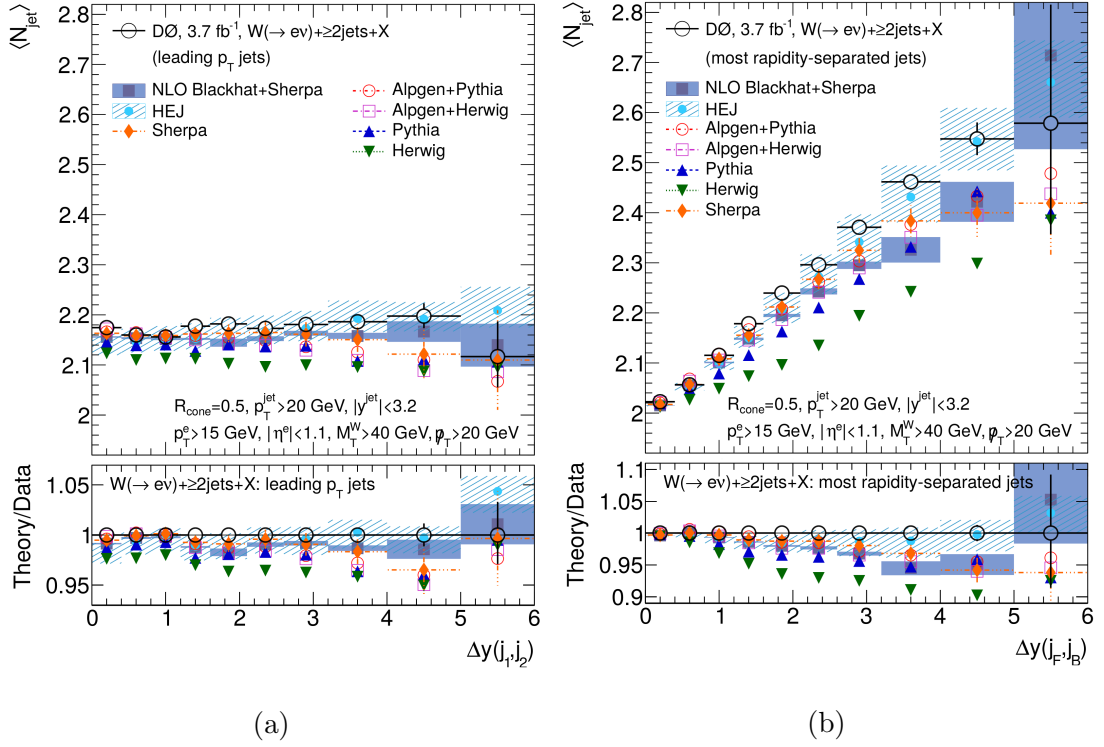 ⟨N_jet⟩
DØ, 3.7 fb⁻¹, W(→ eν)+≥2jets+X
(leading p_T jets)
NLO Blackhat+Sherpa
HEJ
Sherpa
Alpgen+Pythia
Alpgen+Herwig
Pythia
Herwig
2.8
2.7
2.6
2.5
2.4
2.3
2.2
2.1
2
R_cone=0.5, p_T^jet>20 GeV, |y^jet|<3.2
p_T^e>15 GeV, |η^e|<1.1, M_T^W>40 GeV, p̸_T>20 GeV
Theory/Data
W(→ eν)+≥2jets+X: leading p_T jets
1.05
1
0.95
0 1 2 3 4 5 6
Δy(j_1,j_2)
(a)
⟨N_jet⟩
DØ, 3.7 fb⁻¹, W(→ eν)+≥2jets+X
(most rapidity-separated jets)
NLO Blackhat+Sherpa
HEJ
Alpgen+Pythia
Alpgen+Herwig
Pythia
Herwig
Sherpa
2.8
2.7
2.6
2.5
2.4
2.3
2.2
2.1
2
R_cone=0.5, p_T^jet>20 GeV, |y^jet|<3.2
p_T^e>15 GeV, |η^e|<1.1, M_T^W>40 GeV, p̸_T>20 GeV
Theory/Data
W(→ eν)+≥2jets+X: most rapidity-separated jets
1.1
1.05
1
0.95
0.9
0 1 2 3 4 5 6
Δy(j_F,j_B)
(b)